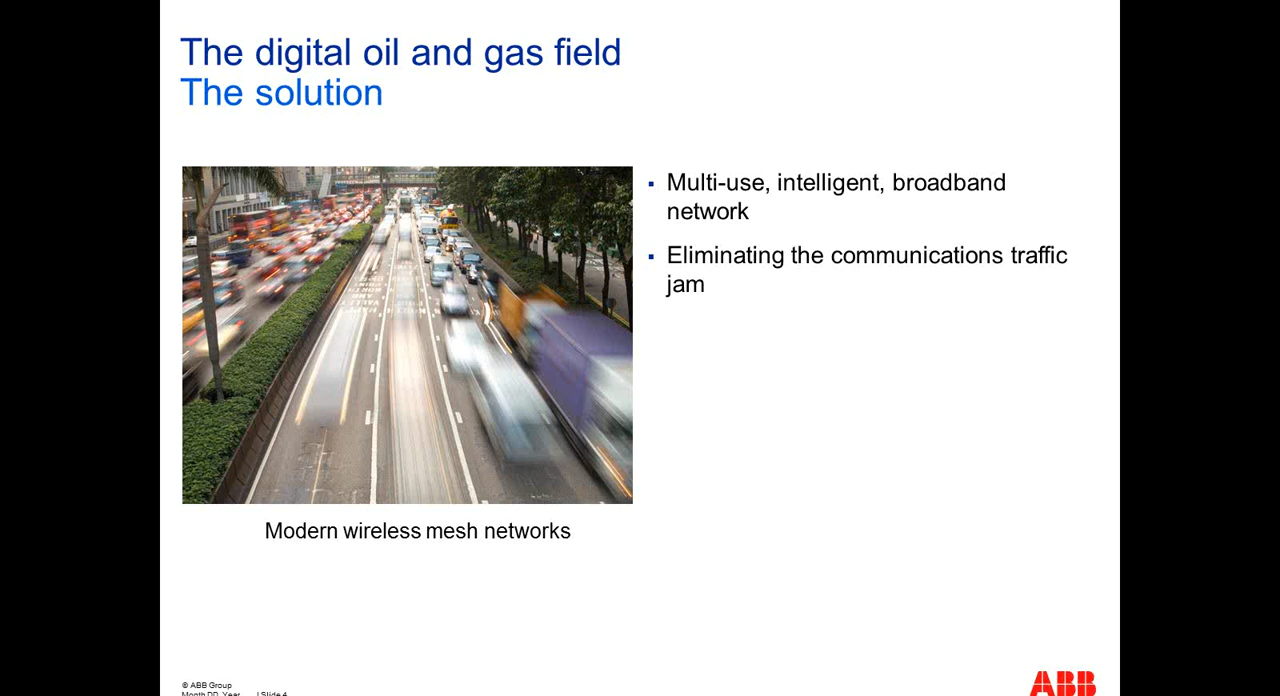 The digital oil and gas field
The solution
Multi-use, intelligent, broadband
network
Eliminating the communications traffic
jam
Modern wireless mesh networks
© ABB Group
Month DD, Year | Slide 4
ABB